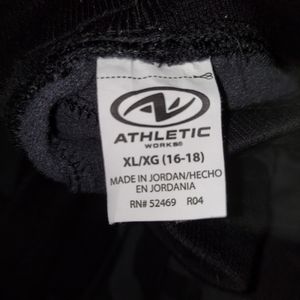 ATHLETIC
WORKS®
XL/XG (16-18)
MADE IN JORDAN/HECHO
EN JORDANIA
RN# 52469 R04